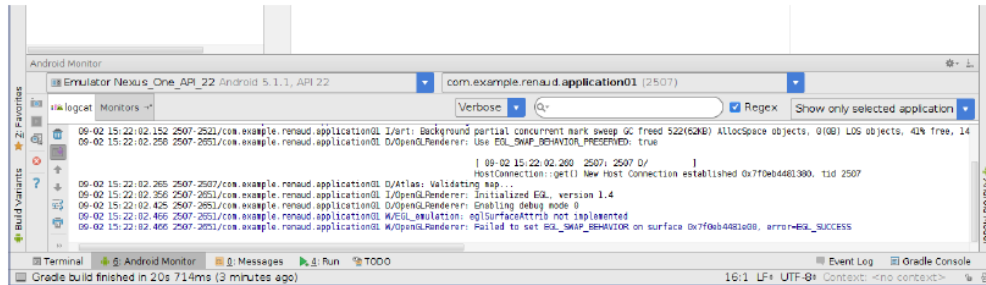 Android Monitor
Emulator Nexus_One_API_22 Android 5.1.1, API 22
com.example.renaud.application01 (2507)
logcat Monitors
Verbose
Regex
Show only selected application
09-02 15:22:02.152 2507-2521/com.example.renaud.application01 I/art: Background partial concurrent mark sweep GC freed 522(62KB) AllocSpace objects, 0(0B) LOS objects, 41% free, 14
09-02 15:22:02.258 2507-2651/com.example.renaud.application01 D/OpenGLRenderer: Use EGL_SWAP_BEHAVIOR_PRESERVED: true
[ 09-02 15:22:02.260 2507: 2507 D/ ]
HostConnection::get() New Host Connection established 0x7f0eb4481380, tid 2507
09-02 15:22:02.265 2507-2507/com.example.renaud.application01 D/Atlas: Validating map...
09-02 15:22:02.356 2507-2651/com.example.renaud.application01 I/OpenGLRenderer: Initialized EGL, version 1.4
09-02 15:22:02.425 2507-2651/com.example.renaud.application01 D/OpenGLRenderer: Enabling debug mode 0
09-02 15:22:02.466 2507-2651/com.example.renaud.application01 W/EGL_emulation: eglSurfaceAttrib not implemented
09-02 15:22:02.466 2507-2651/com.example.renaud.application01 W/OpenGLRenderer: Failed to set EGL_SWAP_BEHAVIOR on surface 0x7f0eb4481e00, error=EGL_SUCCESS
2: Favorites
Build Variants
Terminal
6: Android Monitor
0: Messages
4: Run
TODO
Event Log
Gradle Console
Gradle build finished in 20s 714ms (3 minutes ago)
16:1 LF UTF-8 Context: <no context>